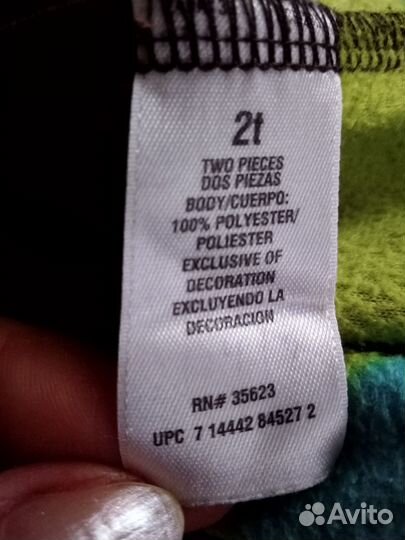 2t
TWO PIECES
DOS PIEZAS
BODY/CUERPO:
100% POLYESTER/
POLIESTER
EXCLUSIVE OF
DECORATION
EXCLUYENDO LA
DECORACION
RN# 35623
UPC 7 14442 84527 2
Avito